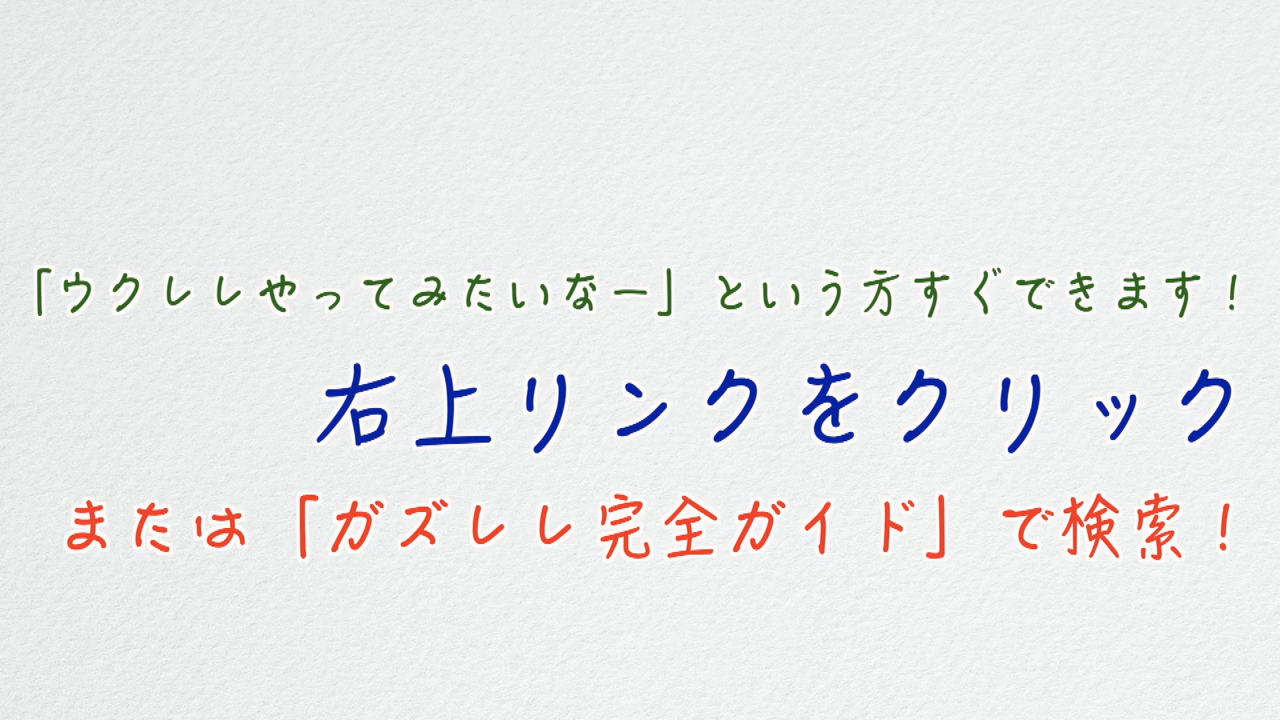 「ウクレレやってみたいなー」という方すぐできます！
右上リンクをクリック
または「ガズレレ完全ガイド」で検索！